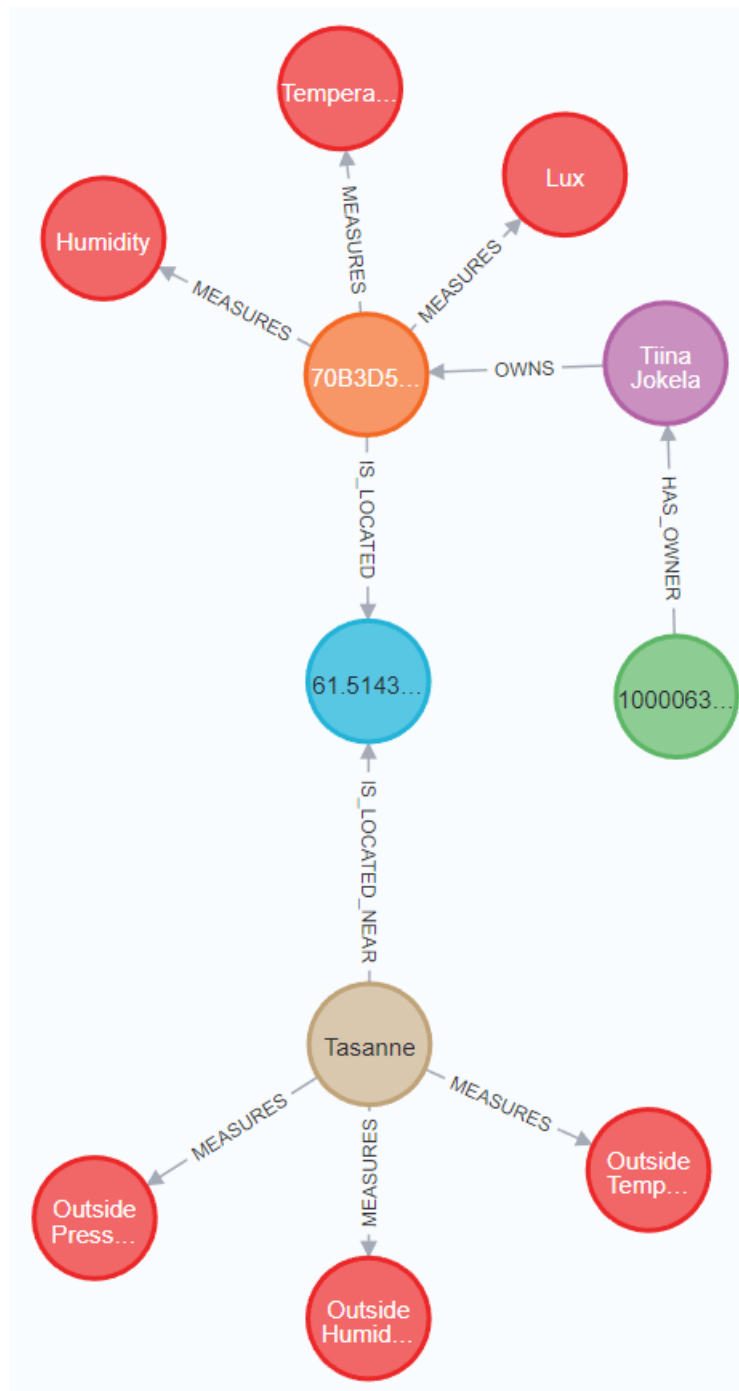 Tempera...
Lux
Humidity
MEASURES
MEASURES
MEASURES
Tiina
Jokela
70B3D5...
OWNS
IS_LOCATED
HAS_OWNER
61.5143...
1000063...
IS_LOCATED_NEAR
Tasanne
MEASURES
MEASURES
MEASURES
Outside
Temp...
Outside
Press...
Outside
Humid...